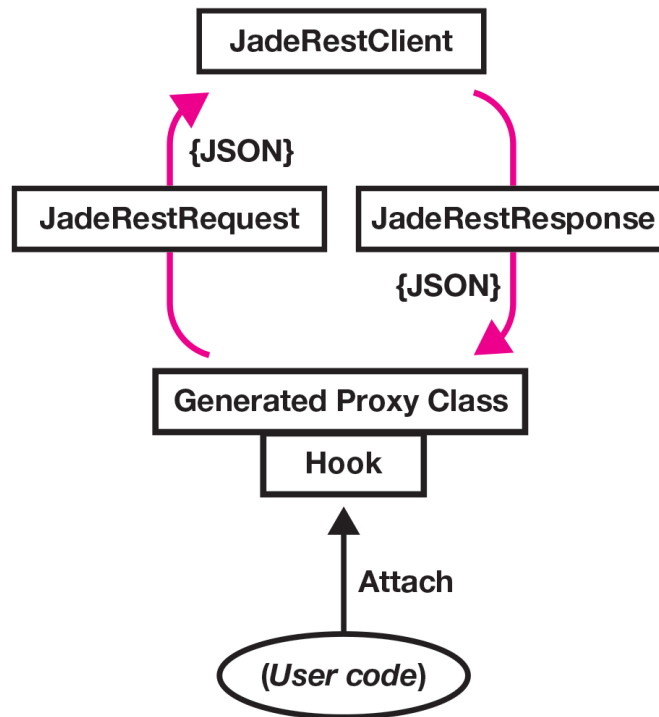 JadeRestClient
{JSON}
JadeRestRequest
JadeRestResponse
{JSON}
Generated Proxy Class
Hook
Attach
(User code)